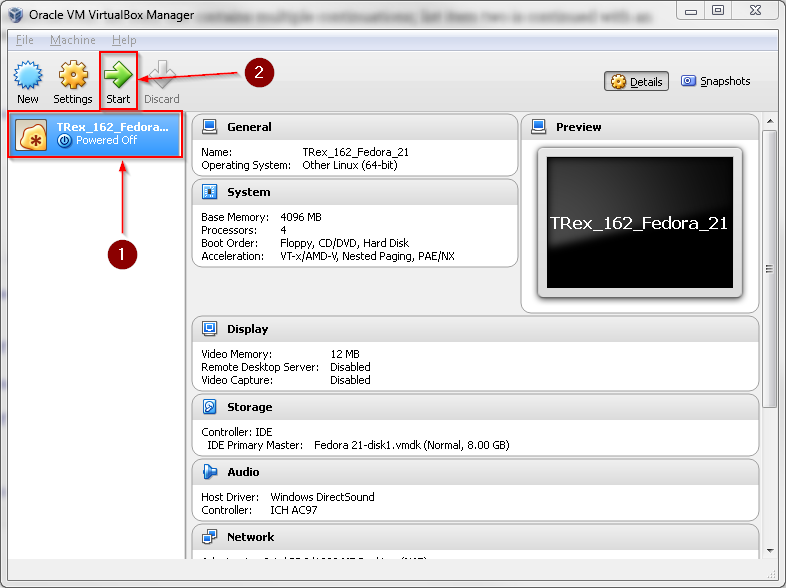 Oracle VM VirtualBox Manager
File Machine Help
New Settings Start Discard
2
Details Snapshots
TRex_162_Fedora...
Powered Off
1
General
Name: TRex_162_Fedora_21
Operating System: Other Linux (64-bit)
System
Base Memory: 4096 MB
Processors: 4
Boot Order: Floppy, CD/DVD, Hard Disk
Acceleration: VT-x/AMD-V, Nested Paging, PAE/NX
Preview
TRex_162_Fedora_21
Display
Video Memory: 12 MB
Remote Desktop Server: Disabled
Video Capture: Disabled
Storage
Controller: IDE
IDE Primary Master: Fedora 21-disk1.vmdk (Normal, 8.00 GB)
Audio
Host Driver: Windows DirectSound
Controller: ICH AC97
Network